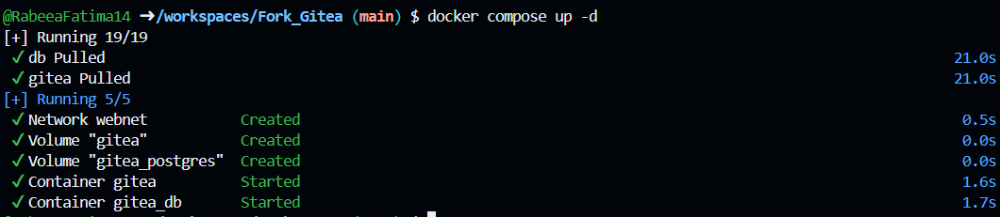 @RabeeaFatima14 ➜/workspaces/Fork_Gitea (main) $ docker compose up -d
[+] Running 19/19
✓ db Pulled 21.0s
✓ gitea Pulled 21.0s
[+] Running 5/5
✓ Network webnet Created 0.5s
✓ Volume "gitea" Created 0.0s
✓ Volume "gitea_postgres" Created 0.0s
✓ Container gitea Started 1.6s
✓ Container gitea_db Started 1.7s